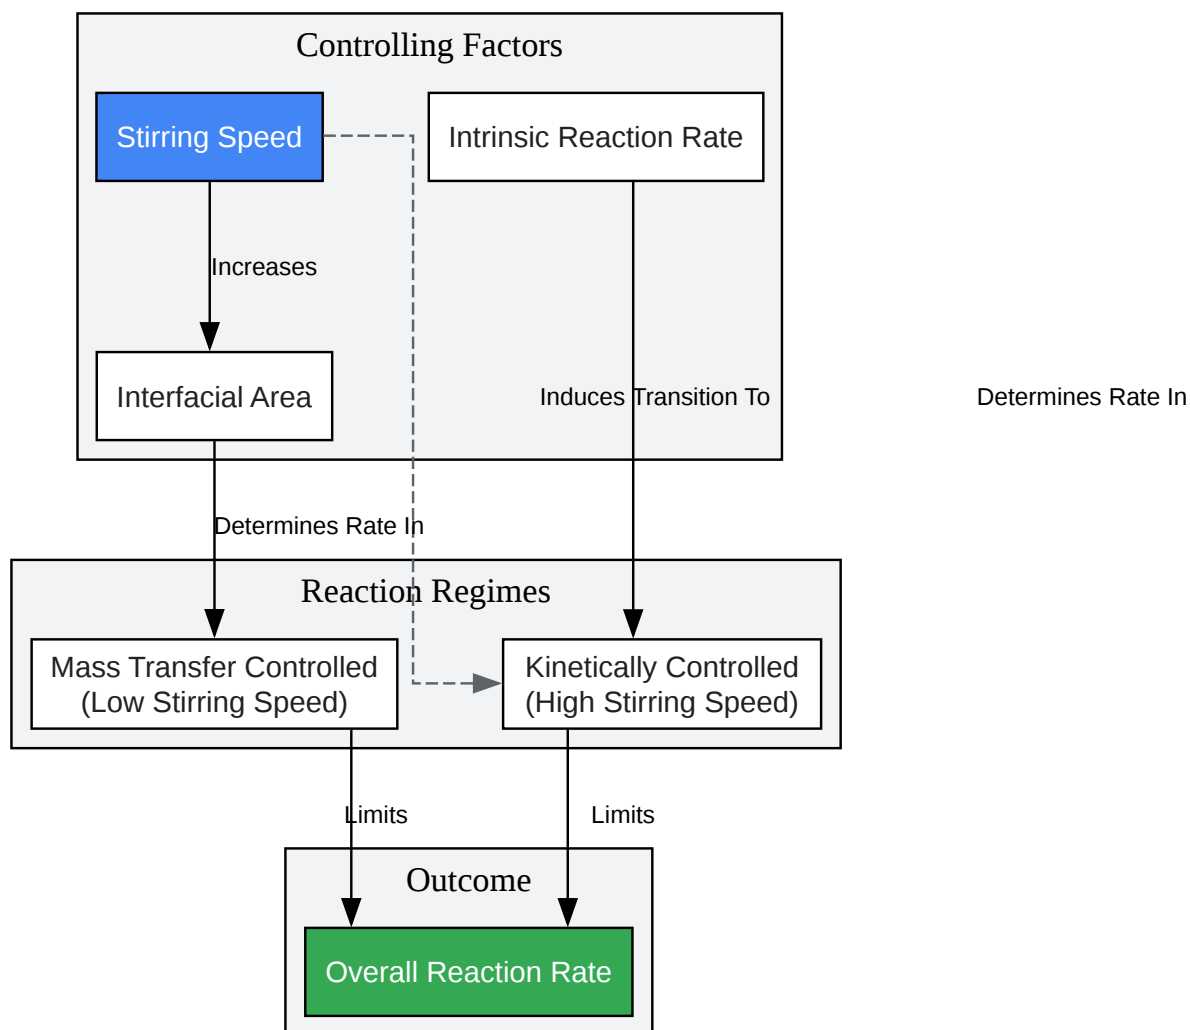 Controlling Factors
Stirring Speed
Intrinsic Reaction Rate
Increases
Interfacial Area
Induces Transition To
Determines Rate In
Determines Rate In
Reaction Regimes
Mass Transfer Controlled
(Low Stirring Speed)
Kinetically Controlled
(High Stirring Speed)
Limits
Limits
Outcome
Overall Reaction Rate